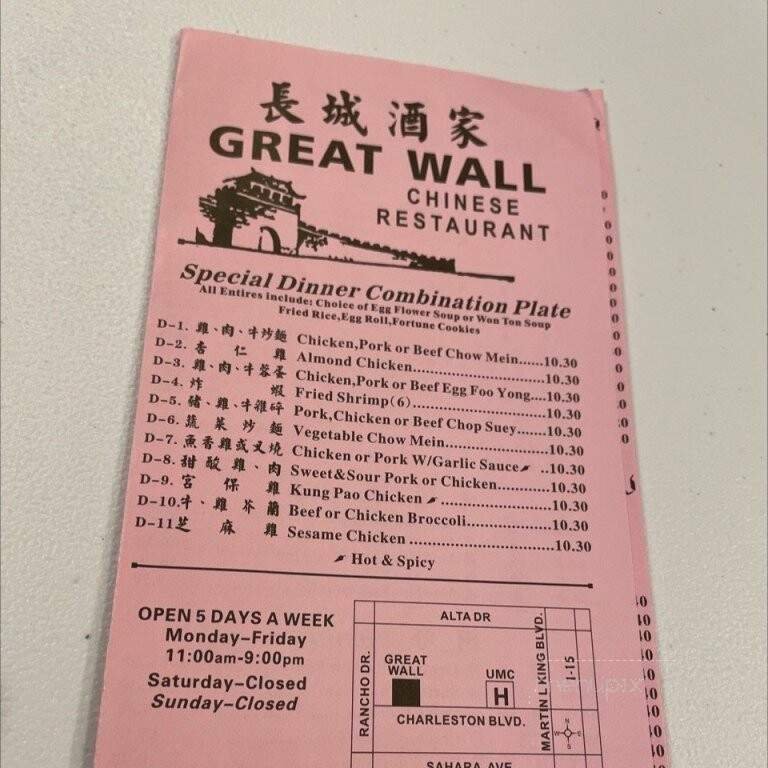 長城酒家
GREAT WALL
CHINESE
RESTAURANT
Special Dinner Combination Plate
All Entires include: Choice of Egg Flower Soup or Won Ton Soup
Fried Rice,Egg Roll,Fortune Cookies
D-1. 雞、肉、牛炒麵 Chicken,Pork or Beef Chow Mein......10.30
D-2. 杏仁雞 Almond Chicken..............................10.30
D-3. 雞、肉、牛蓉蛋 Chicken,Pork or Beef Egg Foo Yong....10.30
D-4. 炸蝦 Fried Shrimp(6)..............................10.30
D-5. 豬、雞、牛雜碎 Pork,Chicken or Beef Chop Suey.......10.30
D-6. 蔬菜炒麵 Vegetable Chow Mein.......................10.30
D-7. 魚香雞或叉燒 Chicken or Pork W/Garlic Sauce ..10.30
D-8. 甜酸雞、肉 Sweet&Sour Pork or Chicken............10.30
D-9. 宮保雞 Kung Pao Chicken .........................10.30
D-10. 牛、雞芥蘭 Beef or Chicken Broccoli...................10.30
D-11 芝麻雞 Sesame Chicken ................................10.30
Hot & Spicy
OPEN 5 DAYS A WEEK
Monday–Friday
11:00am-9:00pm
Saturday–Closed
Sunday–Closed
ALTA DR
RANCHO DR.
GREAT
WALL
UMC
H
MARTIN L KING BLVD.
I-15
CHARLESTON BLVD.
N
W E
S
SAHARA AVE